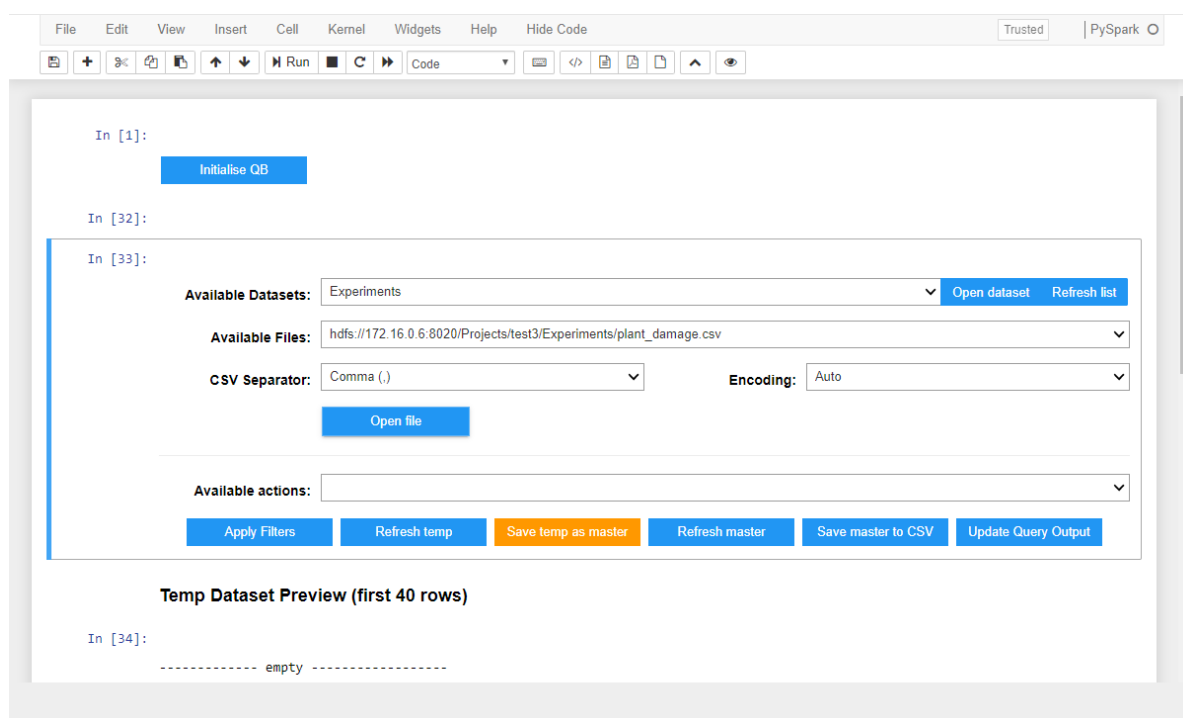 File Edit View Insert Cell Kernel Widgets Help Hide Code Trusted PySpark
Run Code
In [1]:
Initialise QB
In [32]:
In [33]:
Available Datasets: Experiments Open dataset Refresh list
Available Files: hdfs://172.16.0.6:8020/Projects/test3/Experiments/plant_damage.csv
CSV Separator: Comma (,) Encoding: Auto
Open file
Available actions:
Apply Filters Refresh temp Save temp as master Refresh master Save master to CSV Update Query Output
Temp Dataset Preview (first 40 rows)
In [34]:
------------- empty ------------------